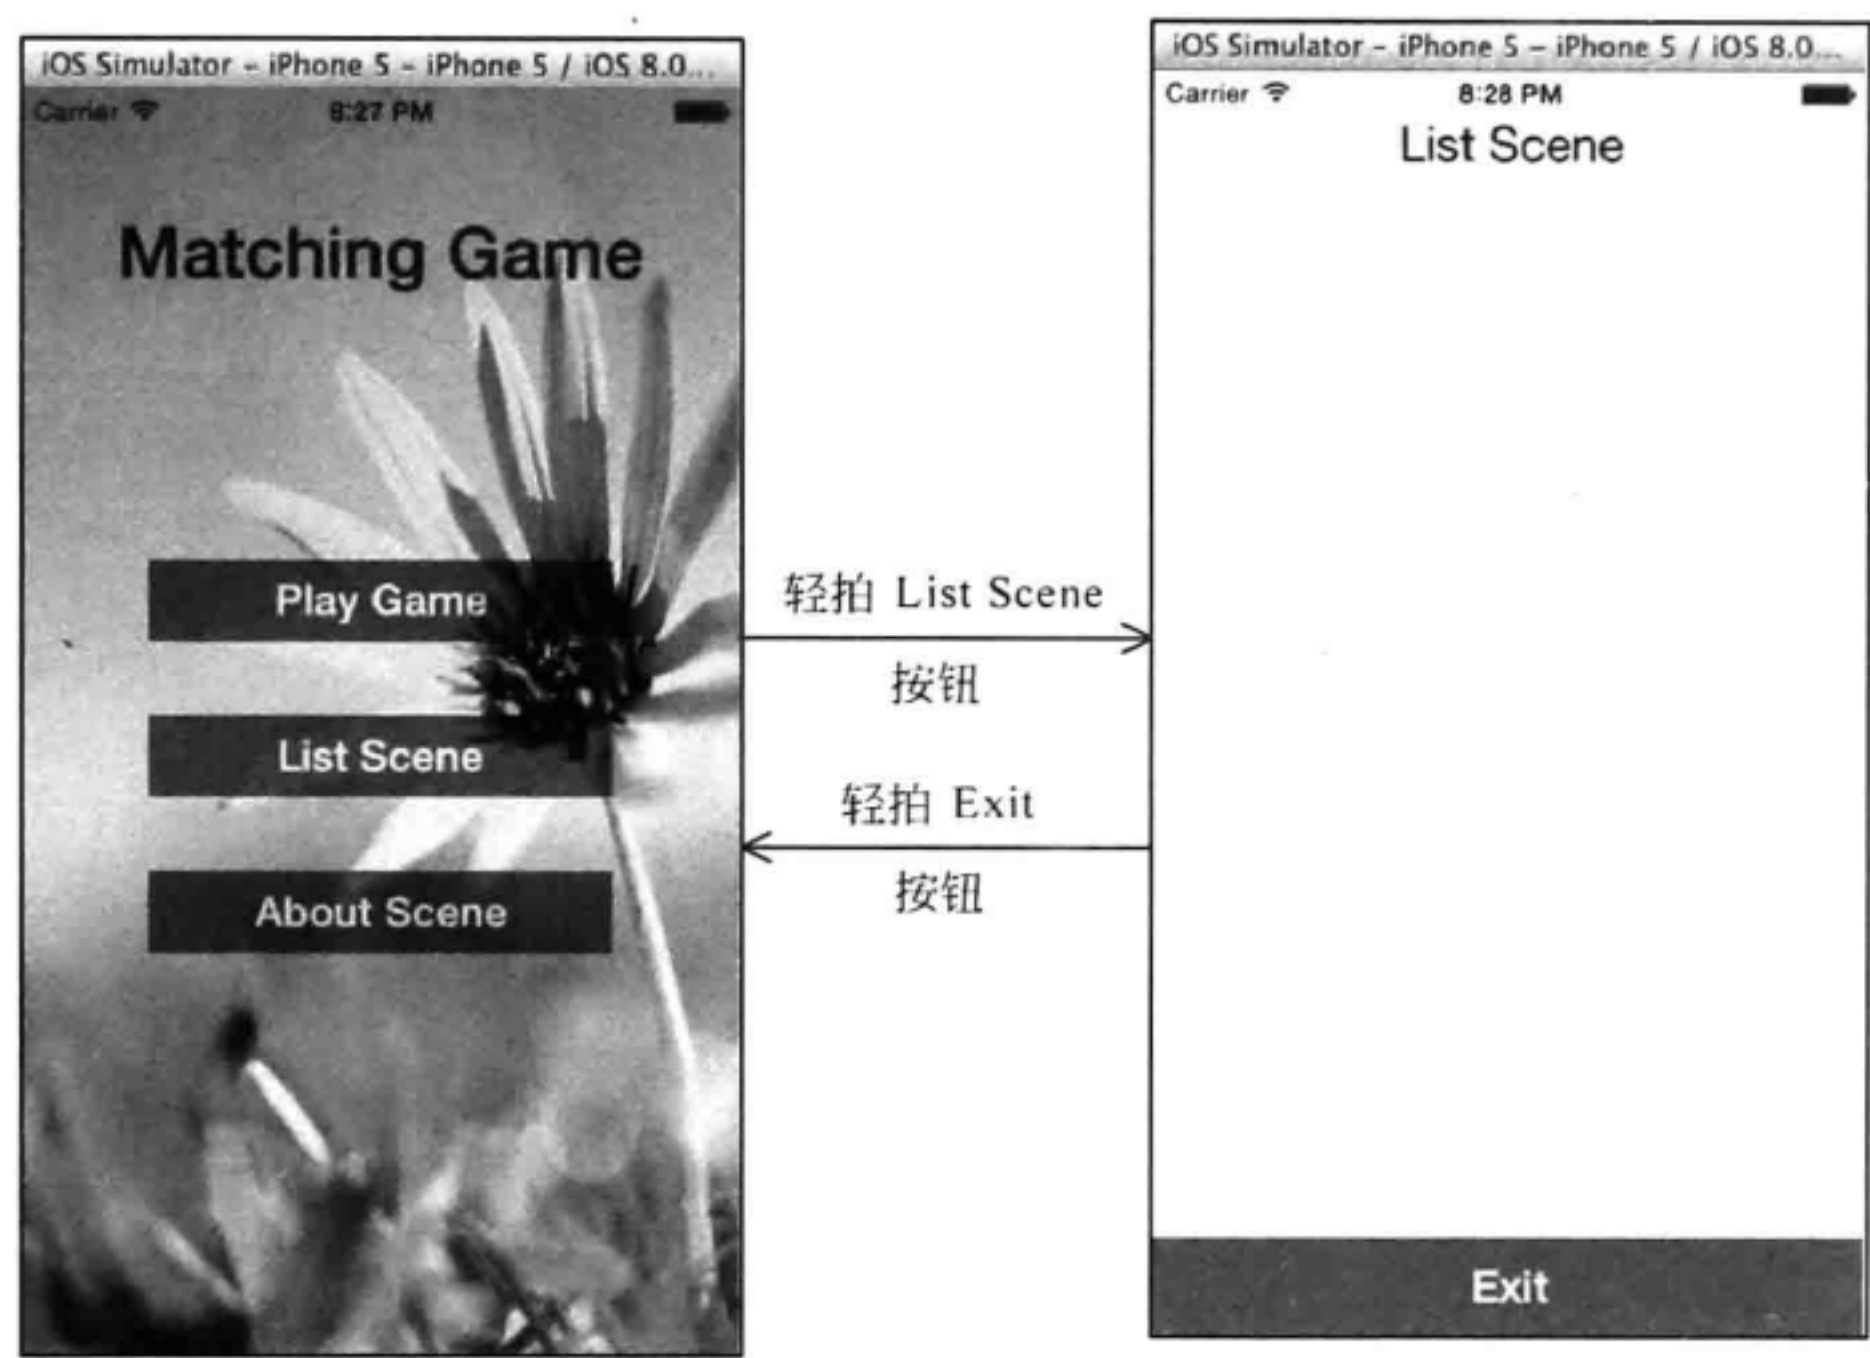 iOS Simulator – iPhone 5 – iPhone 5 / iOS 8.0...
Carrier 8:27 PM
Matching Game
Play Game
List Scene
About Scene
轻拍 List Scene
按钮
轻拍 Exit
按钮
iOS Simulator – iPhone 5 – iPhone 5 / iOS 8.0...
Carrier 8:28 PM
List Scene
Exit